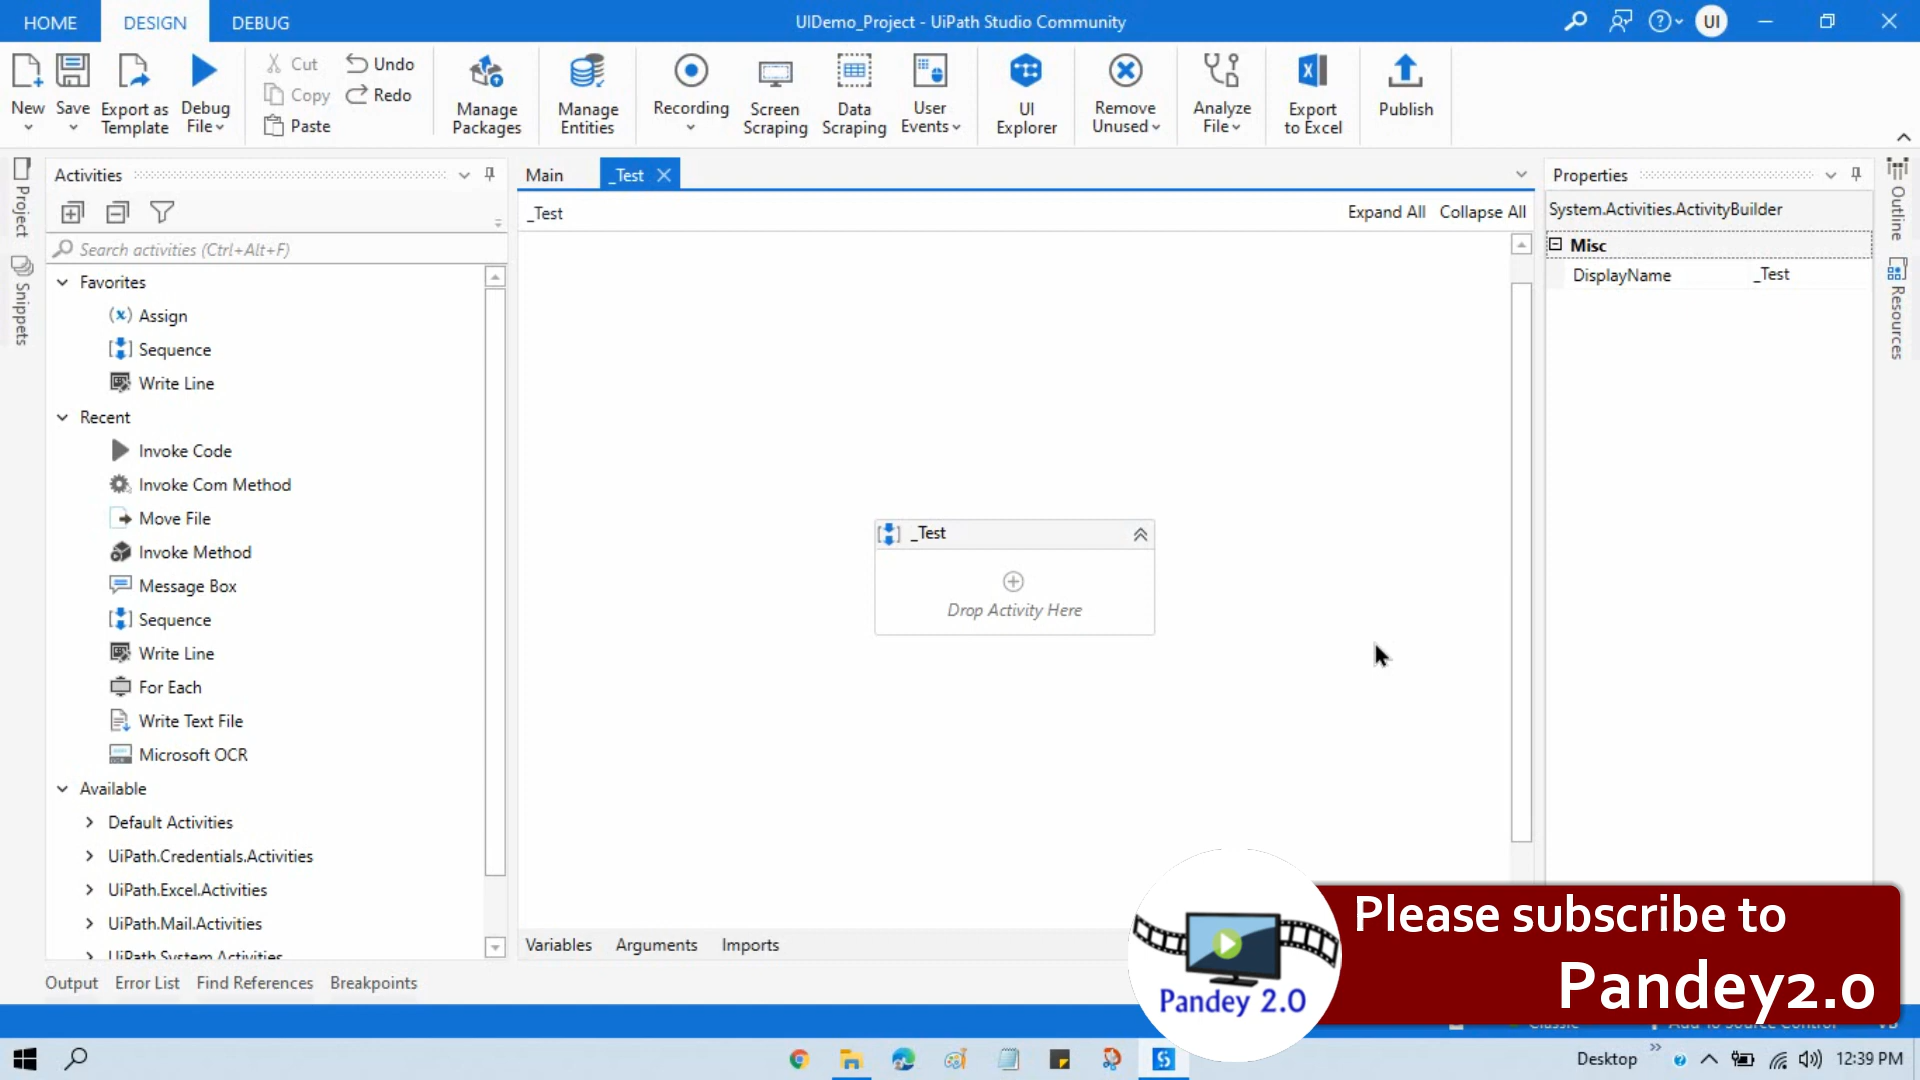 HOME DESIGN DEBUG UIDemo_Project - UiPath Studio Community UI
New Save Export as Template Debug File
Cut Undo
Copy Redo
Paste
Manage Packages Manage Entities Recording Screen Scraping Data Scraping User Events UI Explorer Remove Unused Analyze File Export to Excel Publish
Project
Snippets
Activities
Search activities (Ctrl+Alt+F)
Favorites
Assign
Sequence
Write Line
Recent
Invoke Code
Invoke Com Method
Move File
Invoke Method
Message Box
Sequence
Write Line
For Each
Write Text File
Microsoft OCR
Available
Default Activities
UiPath.Credentials.Activities
UiPath.Excel.Activities
UiPath.Mail.Activities
UiPath.System.Activities
Main _Test
_Test Expand All Collapse All
_Test
Drop Activity Here
Variables Arguments Imports
Properties
System.Activities.ActivityBuilder
Misc
DisplayName _Test
Outline
Resources
Output Error List Find References Breakpoints
Please subscribe to
Pandey2.0
Pandey 2.0
Desktop 12:39 PM